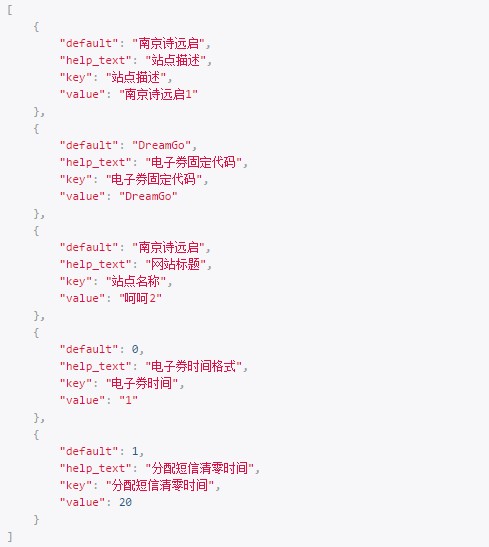 [
    {
        "default": "南京诗远启",
        "help_text": "站点描述",
        "key": "站点描述",
        "value": "南京诗远启1"
    },
    {
        "default": "DreamGo",
        "help_text": "电子券固定代码",
        "key": "电子券固定代码",
        "value": "DreamGo"
    },
    {
        "default": "南京诗远启",
        "help_text": "网站标题",
        "key": "站点名称",
        "value": "呵呵2"
    },
    {
        "default": 0,
        "help_text": "电子券时间格式",
        "key": "电子券时间",
        "value": "1"
    },
    {
        "default": 1,
        "help_text": "分配短信清零时间",
        "key": "分配短信清零时间",
        "value": 20
    }
]